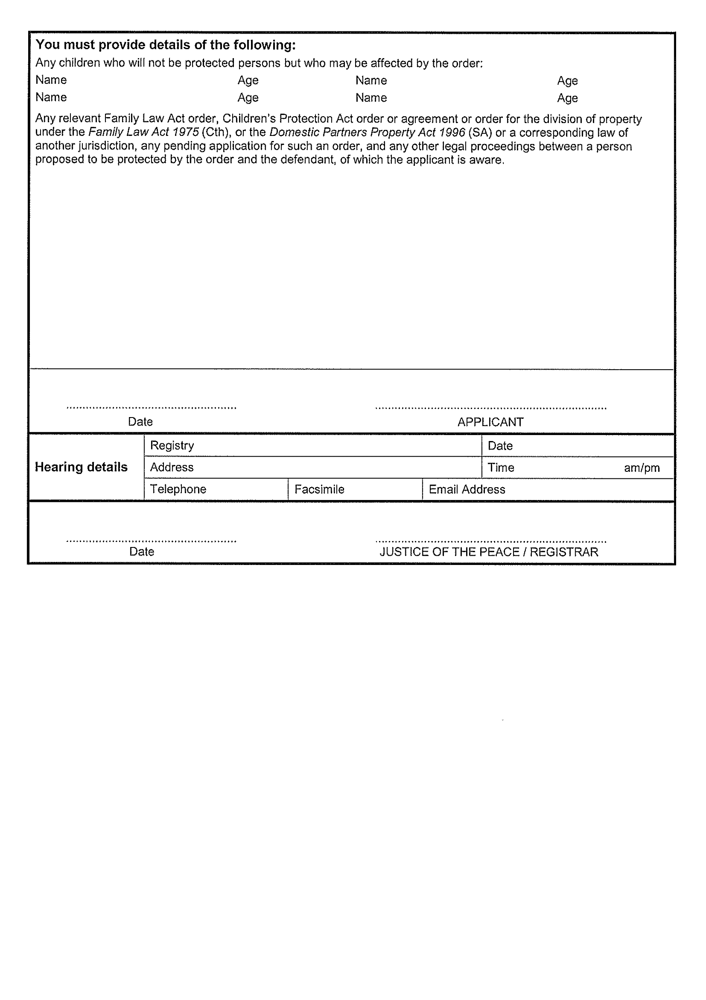 You must provide details of the following:
Any children who will not be protected persons but who may be affected by the order:
Name Age Name Age
Name Age Name Age
Any relevant Family Law Act order, Children's Protection Act order or agreement or order for the division of property
under the Family Law Act 1975 (Cth), or the Domestic Partners Property Act 1996 (SA) or a corresponding law of
another jurisdiction, any pending application for such an order, and any other legal proceedings between a person
proposed to be protected by the order and the defendant, of which the applicant is aware.
Date APPLICANT
Registry Date
Hearing details Address Time am/pm
Telephone Facsimile Email Address
Date JUSTICE OF THE PEACE / REGISTRAR